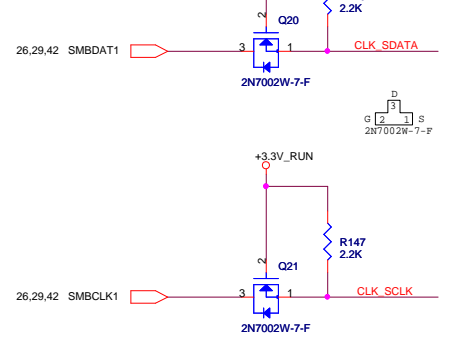 2.2K
2
Q20
26,29,42 SMBDAT1
3
1
CLK_SDATA
2N7002W-7-F
D
3
G 2 1 S
2N7002W-7-F
+3.3V_RUN
R147
2.2K
2
Q21
26,29,42 SMBCLK1
3
1
CLK_SCLK
2N7002W-7-F